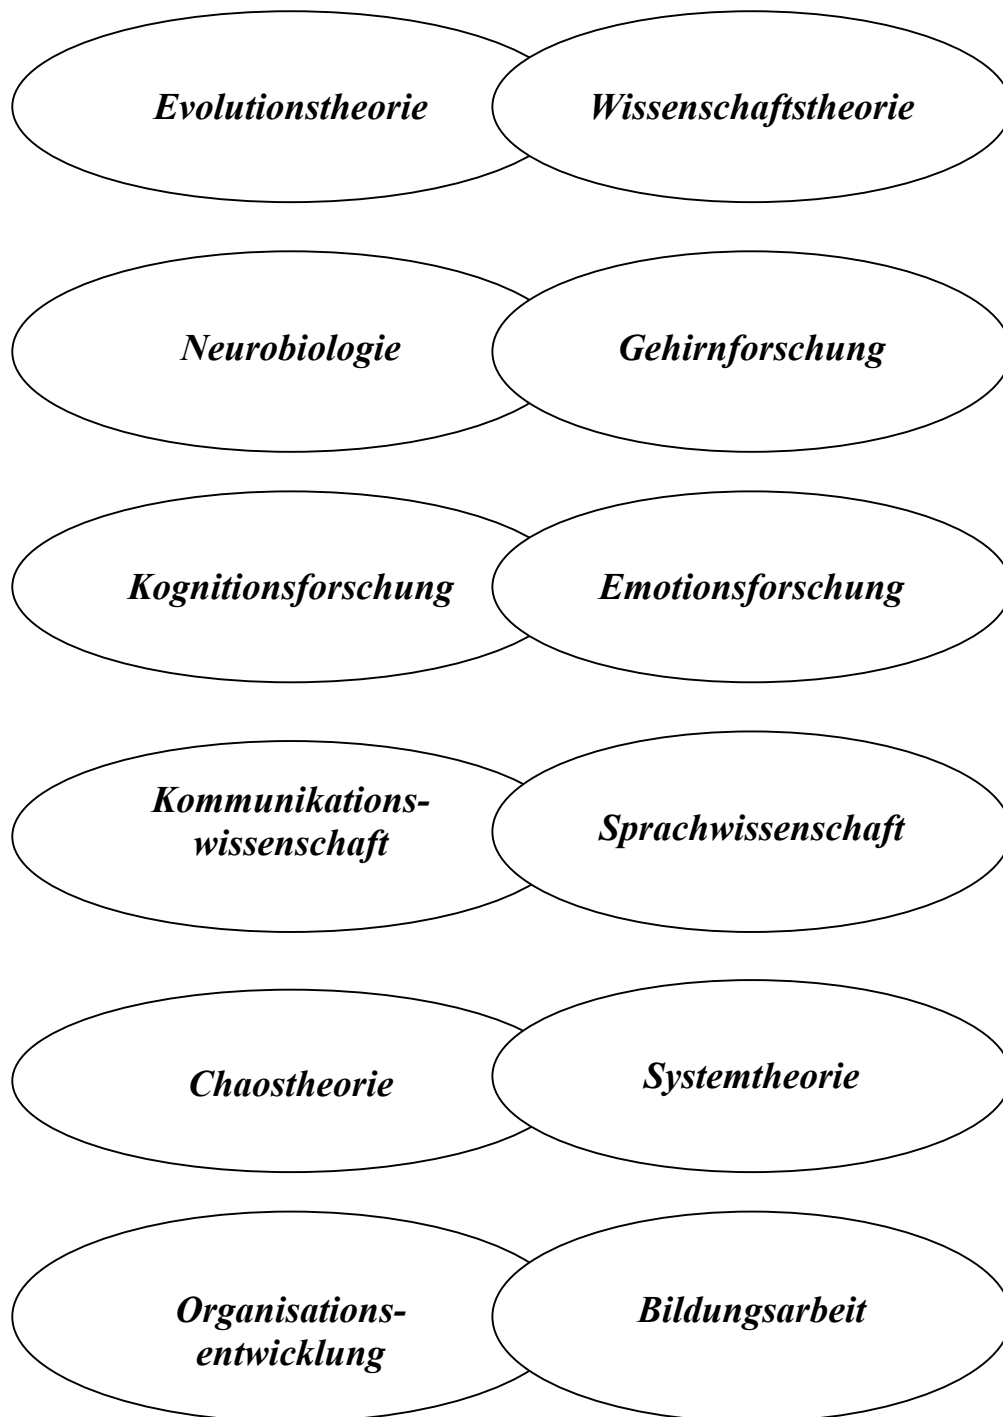 Evolutionstheorie
Wissenschaftstheorie
Neurobiologie
Gehirnforschung
Kognitionsforschung
Emotionsforschung
Kommunikations-
wissenschaft
Sprachwissenschaft
Chaostheorie
Systemtheorie
Organisations-
entwicklung
Bildungsarbeit